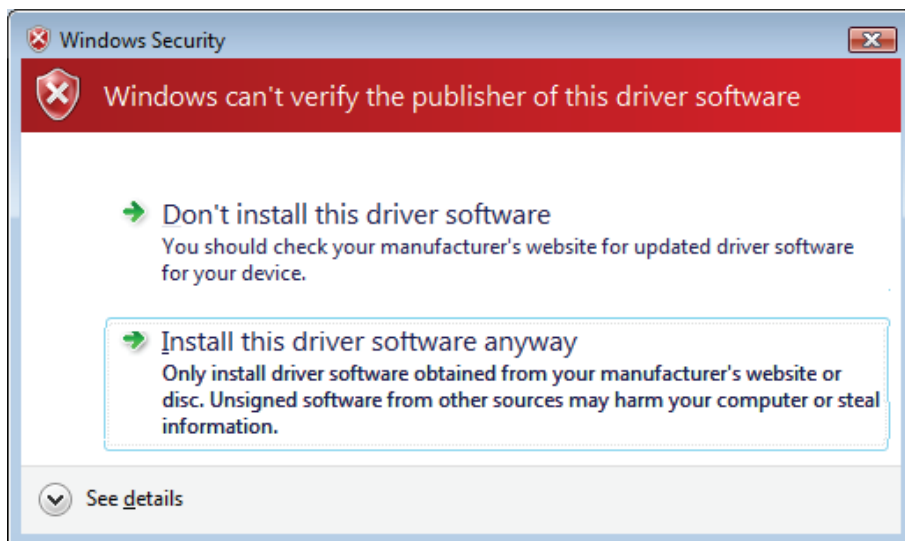 Windows Security
Windows can't verify the publisher of this driver software
Don't install this driver software
You should check your manufacturer's website for updated driver software
for your device.
Install this driver software anyway
Only install driver software obtained from your manufacturer's website or
disc. Unsigned software from other sources may harm your computer or steal
information.
See details